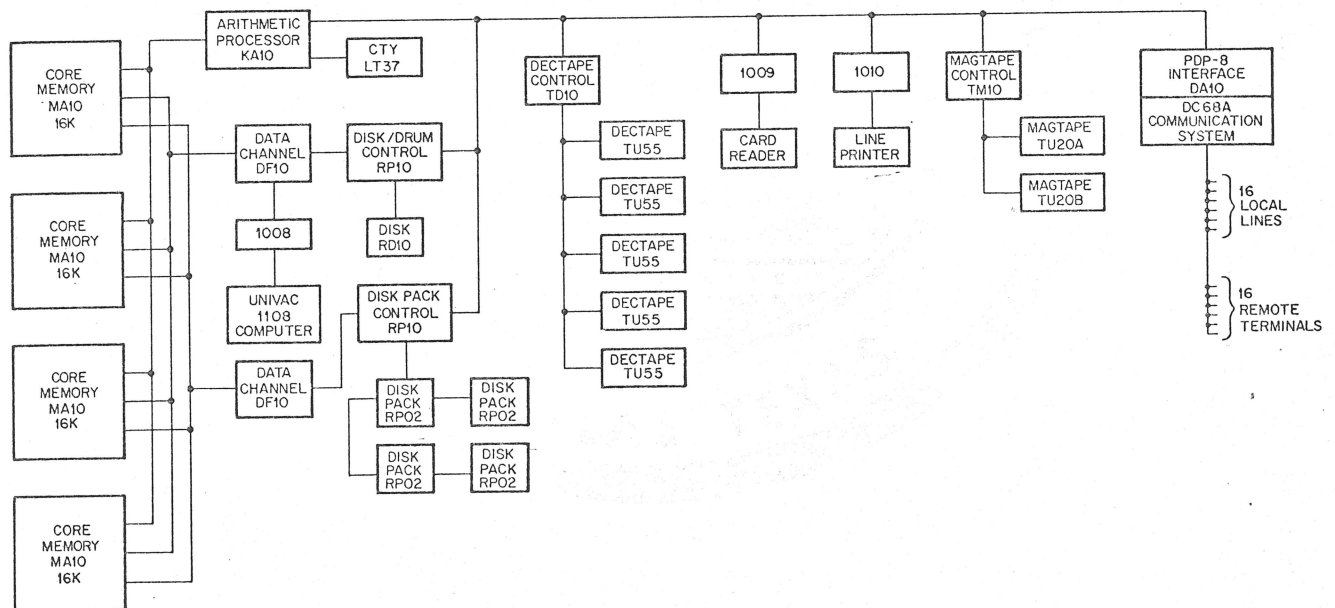 ARITHMETIC
PROCESSOR
KA10
CTY
LT37
CORE
MEMORY
MA10
16K
CORE
MEMORY
MA10
16K
CORE
MEMORY
MA10
16K
CORE
MEMORY
MA10
16K
DATA
CHANNEL
DF10
DISK/DRUM
CONTROL
RP10
1008
DISK
RD10
UNIVAC
1108
COMPUTER
DISK PACK
CONTROL
RP10
DATA
CHANNEL
DF10
DISK
PACK
RP02
DISK
PACK
RP02
DISK
PACK
RP02
DISK
PACK
RP02
DECTAPE
CONTROL
TD10
DECTAPE
TU55
DECTAPE
TU55
DECTAPE
TU55
DECTAPE
TU55
DECTAPE
TU55
1009
CARD
READER
1010
LINE
PRINTER
MAGTAPE
CONTROL
TM10
MAGTAPE
TU20A
MAGTAPE
TU20B
PDP-8
INTERFACE
DA10
DC68A
COMMUNICATION
SYSTEM
16
LOCAL
LINES
16
REMOTE
TERMINALS